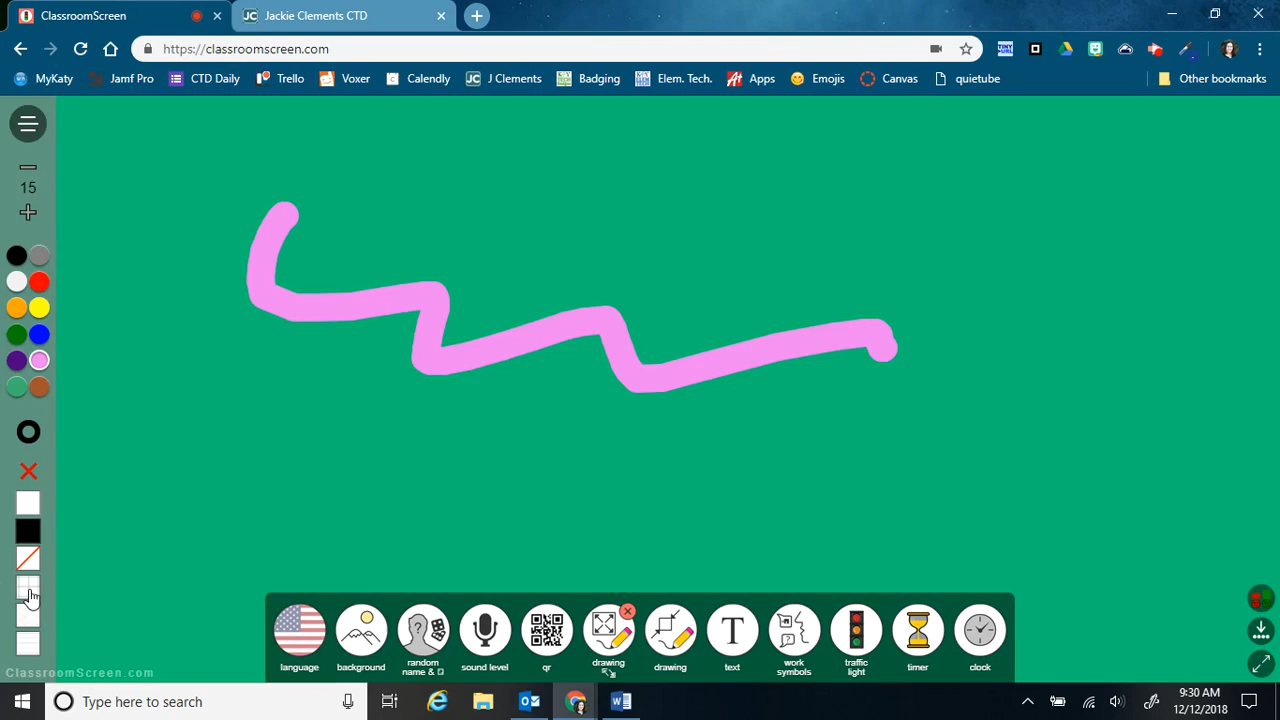 ClassroomScreen
JC Jackie Clements CTD
https://classroomscreen.com
MyKaty Jamf Pro CTD Daily Trello Voxer C Calendly JC J Clements Badging Elem. Tech. Apps Emojis Canvas quietube Other bookmarks
15
T
language background random name & sound level qr drawing drawing text work symbols traffic light timer clock
ClassroomScreen.com
Type here to search
9:30 AM
12/12/2018